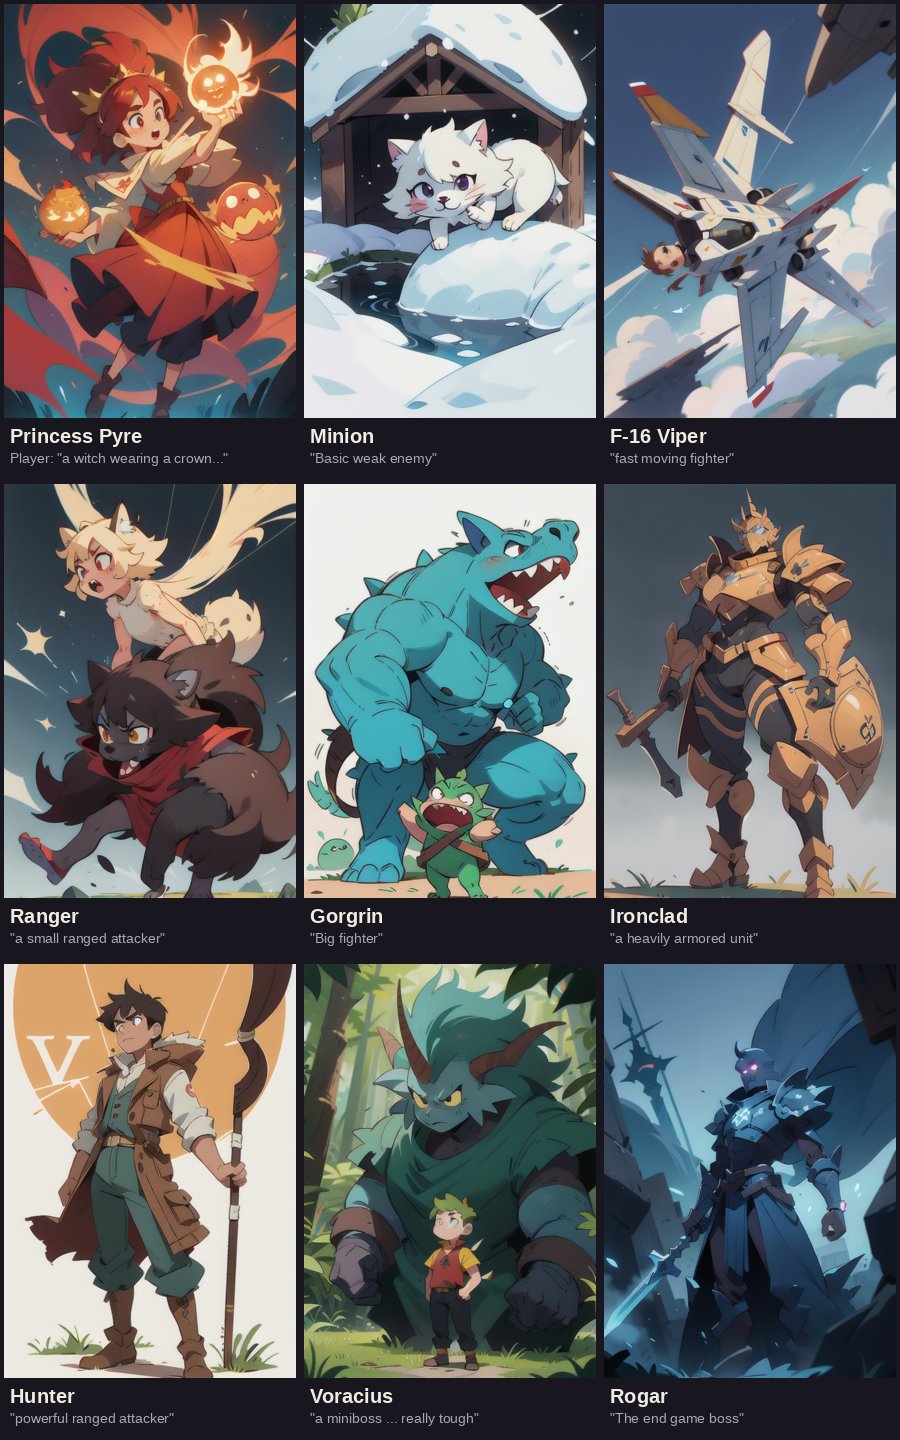 Princess Pyre
Player: "a witch wearing a crown..."
Minion
"Basic weak enemy"
F-16 Viper
"fast moving fighter"
Ranger
"a small ranged attacker"
Gorgrin
"Big fighter"
Ironclad
"a heavily armored unit"
V
Hunter
"powerful ranged attacker"
Voracius
"a miniboss ... really tough"
Rogar
"The end game boss"